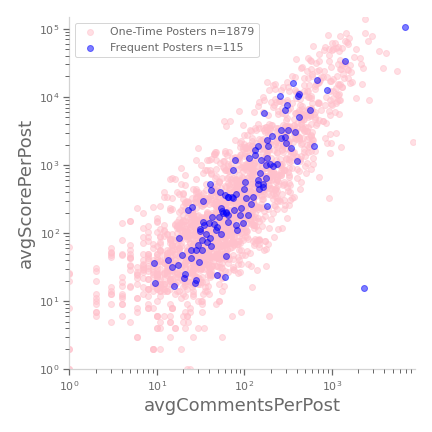 One-Time Posters n=1879
Frequent Posters n=115
10⁵
10⁴
10³
10²
10¹
10⁰
avgScorePerPost
10⁰ 10¹ 10² 10³
avgCommentsPerPost